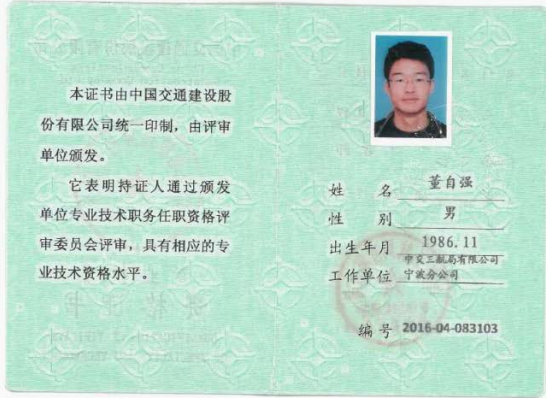 本证书由中国交通建设股
份有限公司统一印制，由评审
单位颁发。
它表明持证人通过颁发
单位专业技术职务任职资格评
审委员会评审，具有相应的专
业技术资格水平。
姓 名 董自强
性 别 男
出生年月 1986.11
工作单位 中交三航局有限公司
宁波分公司
编号 2016-04-083103